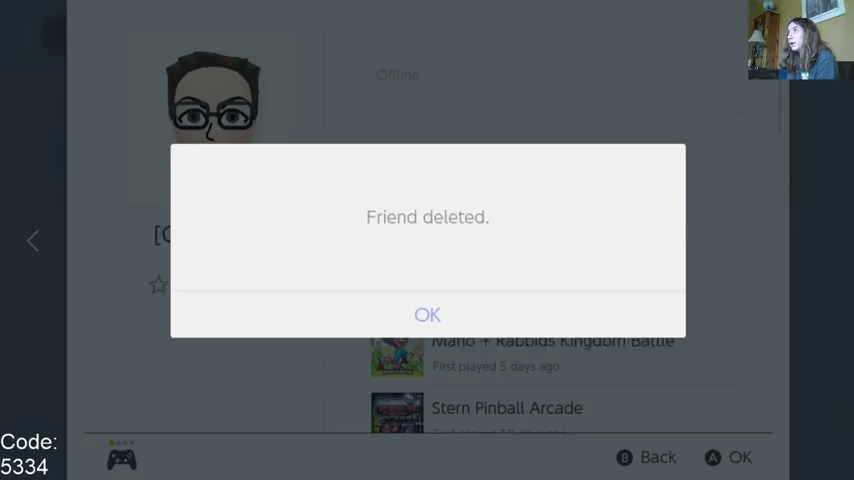 Offline
Friend deleted.
OK
Mario + Rabbids Kingdom Battle
First played 5 days ago
Stern Pinball Arcade
Code:
5334
B Back
A OK